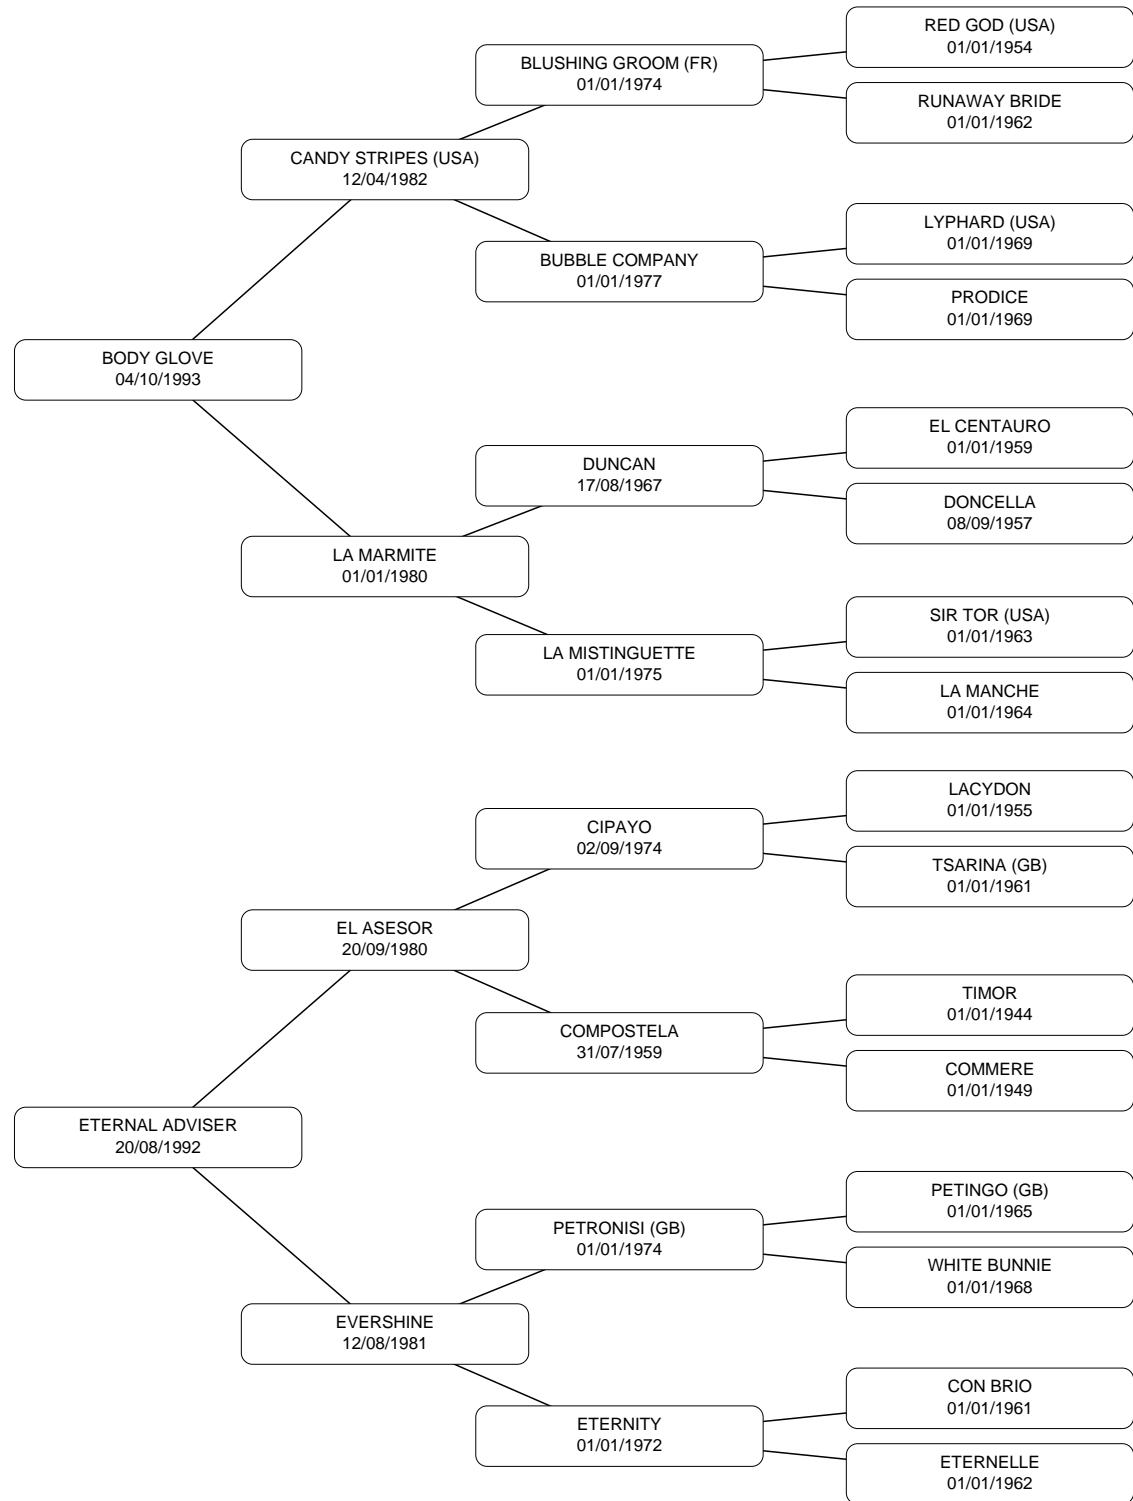 RED GOD (USA)
01/01/1954
BLUSHING GROOM (FR)
01/01/1974
RUNAWAY BRIDE
01/01/1962
CANDY STRIPES (USA)
12/04/1982
LYPHARD (USA)
01/01/1969
BUBBLE COMPANY
01/01/1977
PRODICE
01/01/1969
BODY GLOVE
04/10/1993
EL CENTAURO
01/01/1959
DUNCAN
17/08/1967
DONCELLA
08/09/1957
LA MARMITE
01/01/1980
SIR TOR (USA)
01/01/1963
LA MISTINGUETTE
01/01/1975
LA MANCHE
01/01/1964
LACYDON
01/01/1955
CIPAYO
02/09/1974
TSARINA (GB)
01/01/1961
EL ASESOR
20/09/1980
TIMOR
01/01/1944
COMPOSTELA
31/07/1959
COMMERE
01/01/1949
ETERNAL ADVISER
20/08/1992
PETINGO (GB)
01/01/1965
PETRONISI (GB)
01/01/1974
WHITE BUNNIE
01/01/1968
EVERSHINE
12/08/1981
CON BRIO
01/01/1961
ETERNITY
01/01/1972
ETERNELLE
01/01/1962